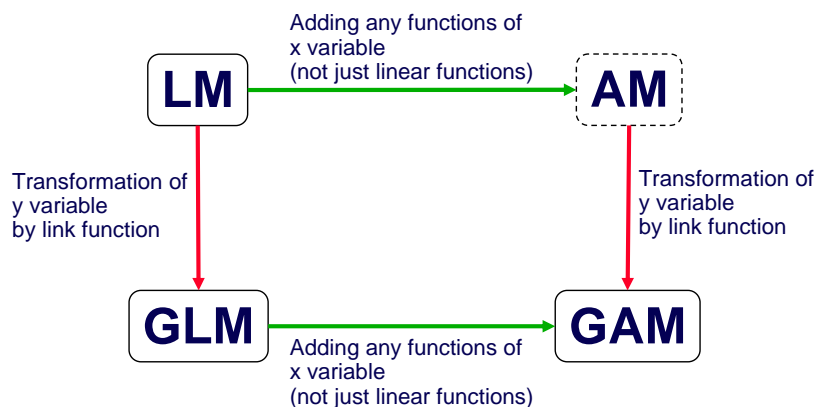 Adding any functions of
x variable
(not just linear functions)
LM
AM
Transformation of
y variable
by link function
Transformation of
y variable
by link function
GLM
GAM
Adding any functions of
x variable
(not just linear functions)